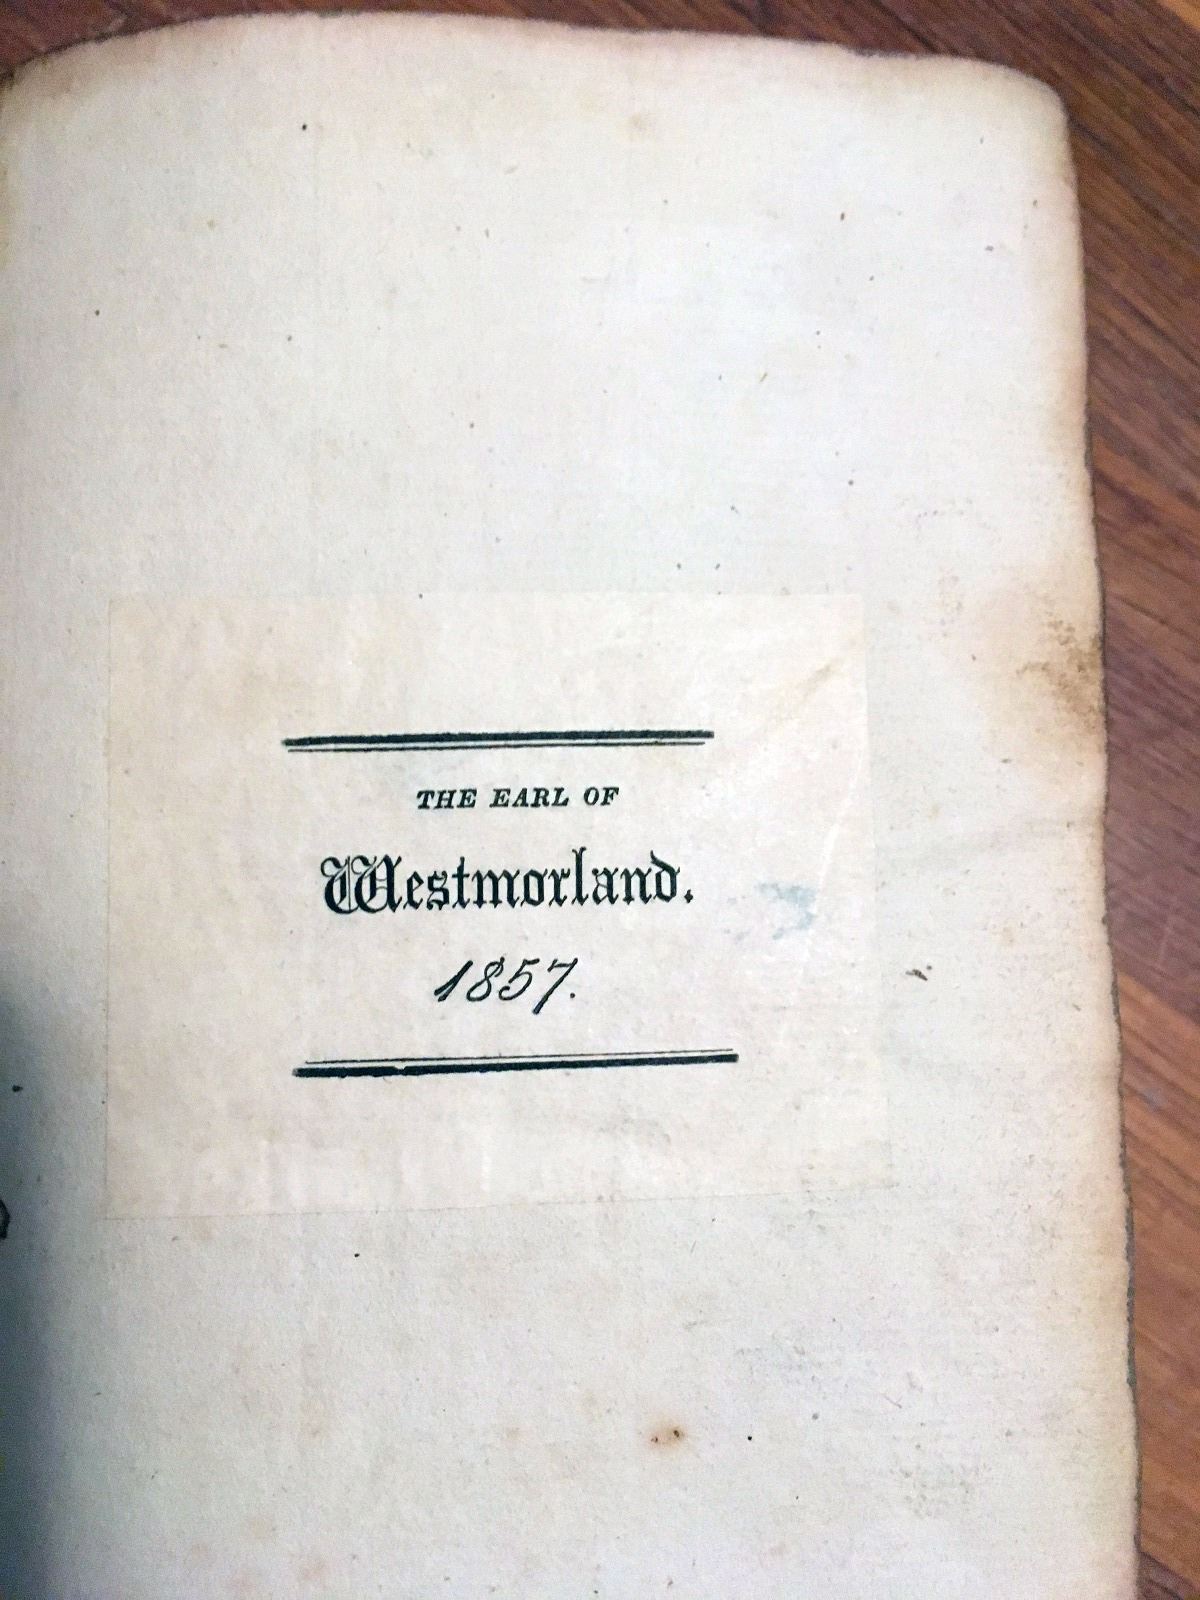 THE EARL OF
Westmorland.
1857.